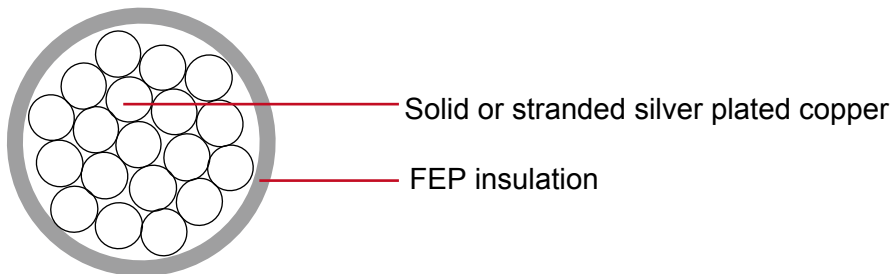 Solid or stranded silver plated copper
FEP insulation